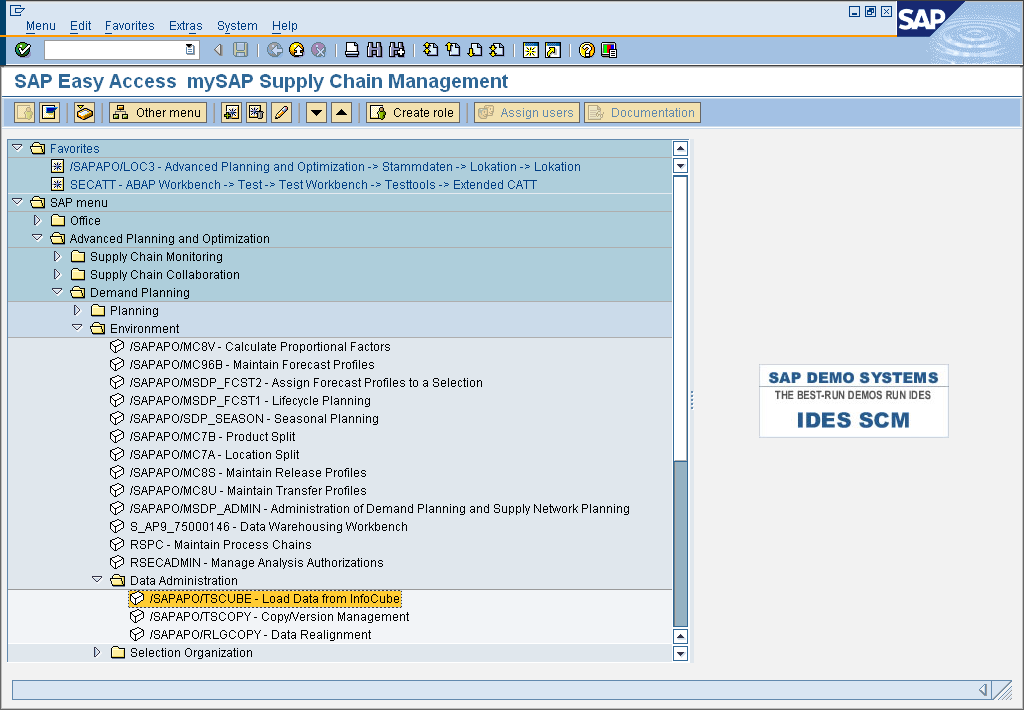 Menu Edit Favorites Extras System Help
SAP
SAP Easy Access mySAP Supply Chain Management
Other menu Create role Assign users Documentation
Favorites
/SAPAPO/LOC3 - Advanced Planning and Optimization -> Stammdaten -> Lokation -> Lokation
SECATT - ABAP Workbench -> Test -> Test Workbench -> Testtools -> Extended CATT
SAP menu
Office
Advanced Planning and Optimization
Supply Chain Monitoring
Supply Chain Collaboration
Demand Planning
Planning
Environment
/SAPAPO/MC8V - Calculate Proportional Factors
/SAPAPO/MC96B - Maintain Forecast Profiles
/SAPAPO/MSDP_FCST2 - Assign Forecast Profiles to a Selection
/SAPAPO/MSDP_FCST1 - Lifecycle Planning
/SAPAPO/SDP_SEASON - Seasonal Planning
/SAPAPO/MC7B - Product Split
/SAPAPO/MC7A - Location Split
/SAPAPO/MC8S - Maintain Release Profiles
/SAPAPO/MC8U - Maintain Transfer Profiles
/SAPAPO/MSDP_ADMIN - Administration of Demand Planning and Supply Network Planning
S_AP9_75000146 - Data Warehousing Workbench
RSPC - Maintain Process Chains
RSECADMIN - Manage Analysis Authorizations
Data Administration
/SAPAPO/TSCUBE - Load Data from InfoCube
/SAPAPO/TSCOPY - Copy/Version Management
/SAPAPO/RLGCOPY - Data Realignment
Selection Organization
SAP DEMO SYSTEMS
THE BEST-RUN DEMOS RUN IDES
IDES SCM